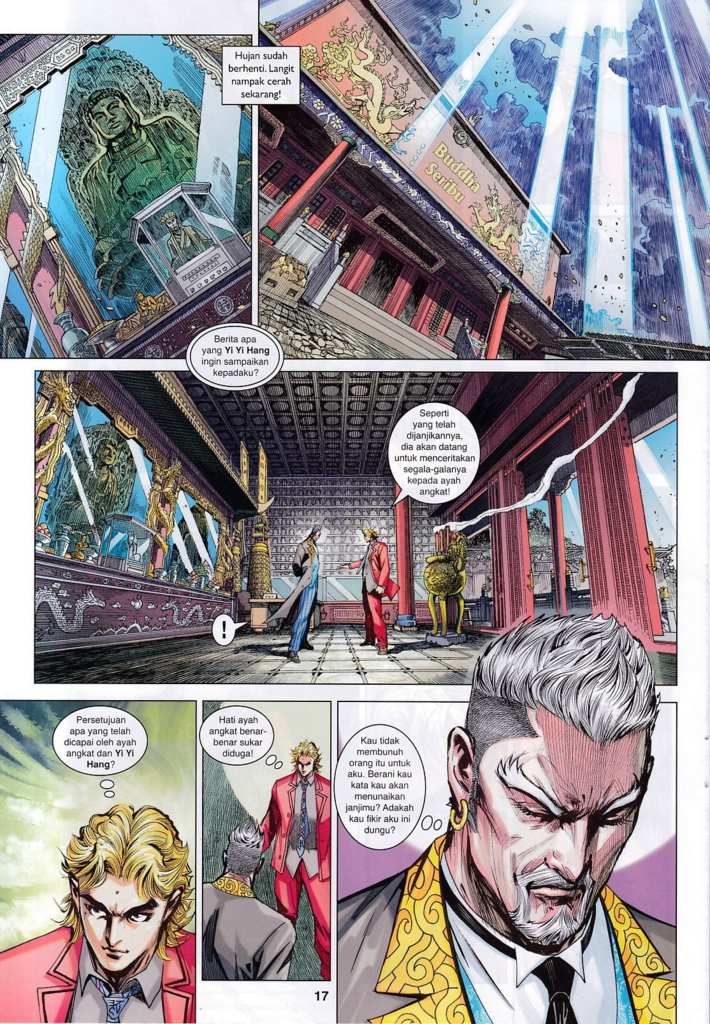 Hujan sudah
berhenti. Langit
nampak cerah
sekarang!
Buddha
Seribu
Berita apa
yang Yi Yi Hang
ingin sampaikan
kepadaku?
Seperti
yang telah
dijanjikannya,
dia akan datang
untuk menceritakan
segala-galanya
kepada ayah
angkat!
!
Persetujuan
apa yang telah
dicapai oleh ayah
angkat dan Yi Yi
Hang?
Hati ayah
angkat benar-
benar sukar
diduga!
Kau tidak
membunuh
orang itu untuk
aku. Berani kau
kata kau akan
menunaikan
janjimu? Adakah
kau fikir aku ini
dungu?
17